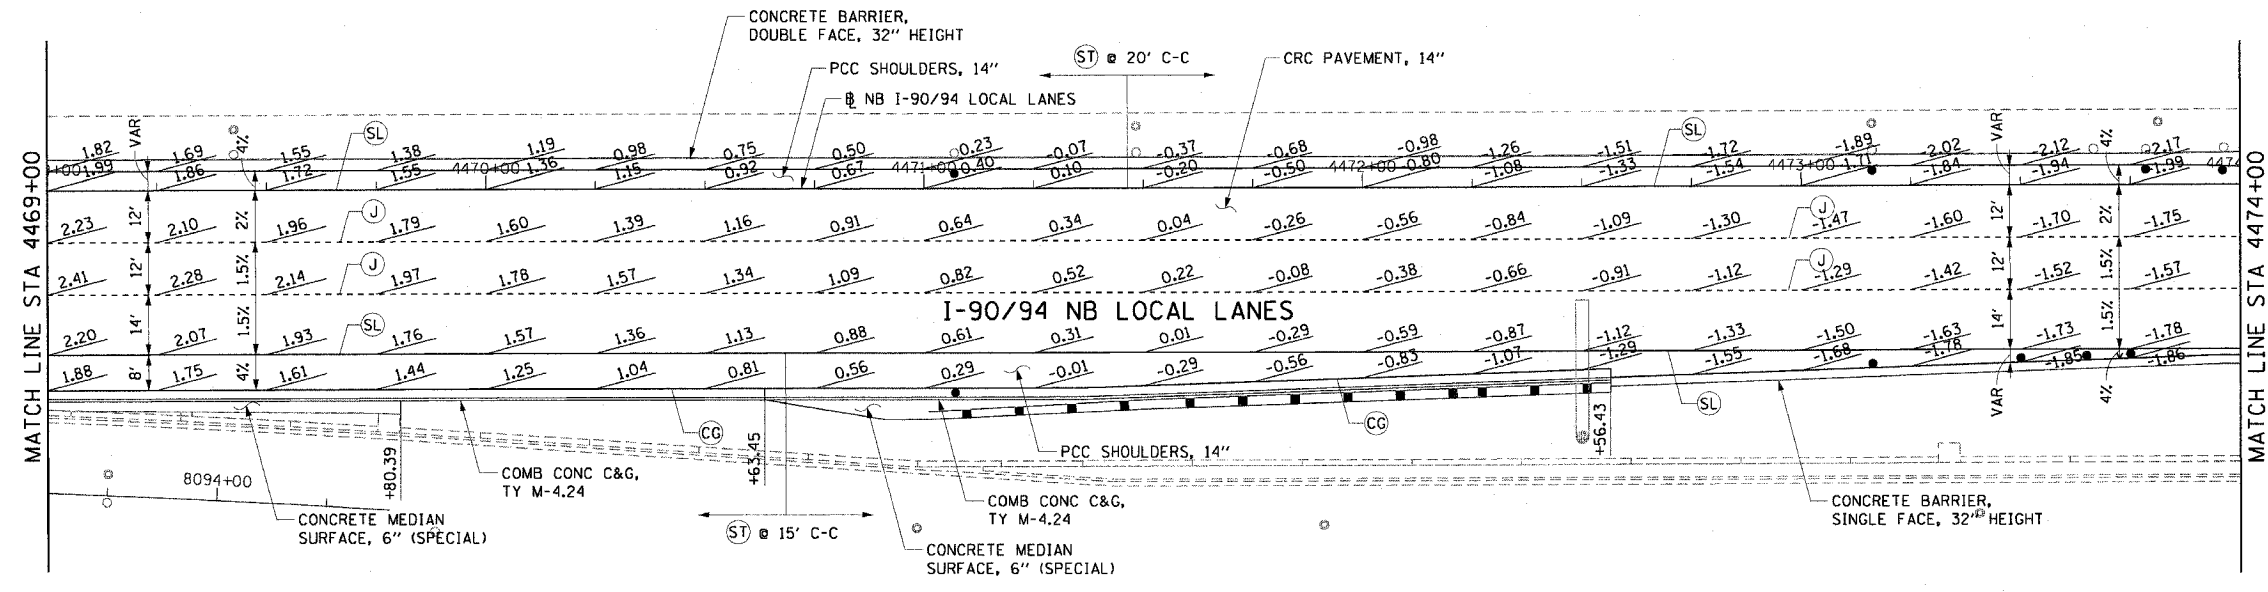 CONCRETE BARRIER,
DOUBLE FACE, 32" HEIGHT
PCC SHOULDERS, 14"
ST @ 20' C-C
CRC PAVEMENT, 14"
℄ NB I-90/94 LOCAL LANES
MATCH LINE STA 4469+00
MATCH LINE STA 4474+00
1.82 VAR 1.69 4% 1.55 SL 1.38 1.19 0.98 0.75 0.50 0.23 -0.07 -0.37 -0.68 -0.98 -1.26 -1.51 SL -1.72 -1.89 -2.02 VAR -2.12 4% -2.17
+00 1.99 1.86 1.72 1.55 4470+00 1.36 1.15 0.92 0.67 4471+00 0.40 0.10 -0.20 -0.50 4472+00 -0.80 -1.08 -1.33 -1.54 4473+00 -1.71 -1.84 -1.94 -1.99 4474
2.23 12' 2.10 2% 1.96 J 1.79 1.60 1.39 1.16 0.91 0.64 0.34 0.04 -0.26 -0.56 -0.84 -1.09 -1.30 J -1.47 -1.60 12' -1.70 2% -1.75
2.41 12' 2.28 1.5% 2.14 J 1.97 1.78 1.57 1.34 1.09 0.82 0.52 0.22 -0.08 -0.38 -0.66 -0.91 -1.12 J -1.29 -1.42 12' -1.52 1.5% -1.57
I-90/94 NB LOCAL LANES
2.20 14' 2.07 1.5% 1.93 SL 1.76 1.57 1.36 1.13 0.88 0.61 0.31 0.01 -0.29 -0.59 -0.87 -1.12 -1.33 -1.50 -1.63 14' -1.73 1.5% -1.78
1.88 8' 1.75 4% 1.61 1.44 1.25 1.04 0.81 0.56 0.29 -0.01 -0.29 -0.56 -0.83 -1.07 -1.29 -1.55 -1.68 -1.78 VAR -1.85 4% -1.86
SL
CG
CG
+80.39
+63.45
+56.43
8094+00
PCC SHOULDERS, 14"
COMB CONC C&G,
TY M-4.24
COMB CONC C&G,
TY M-4.24
CONCRETE BARRIER,
SINGLE FACE, 32" HEIGHT
CONCRETE MEDIAN
SURFACE, 6" (SPECIAL)
ST @ 15' C-C
CONCRETE MEDIAN
SURFACE, 6" (SPECIAL)